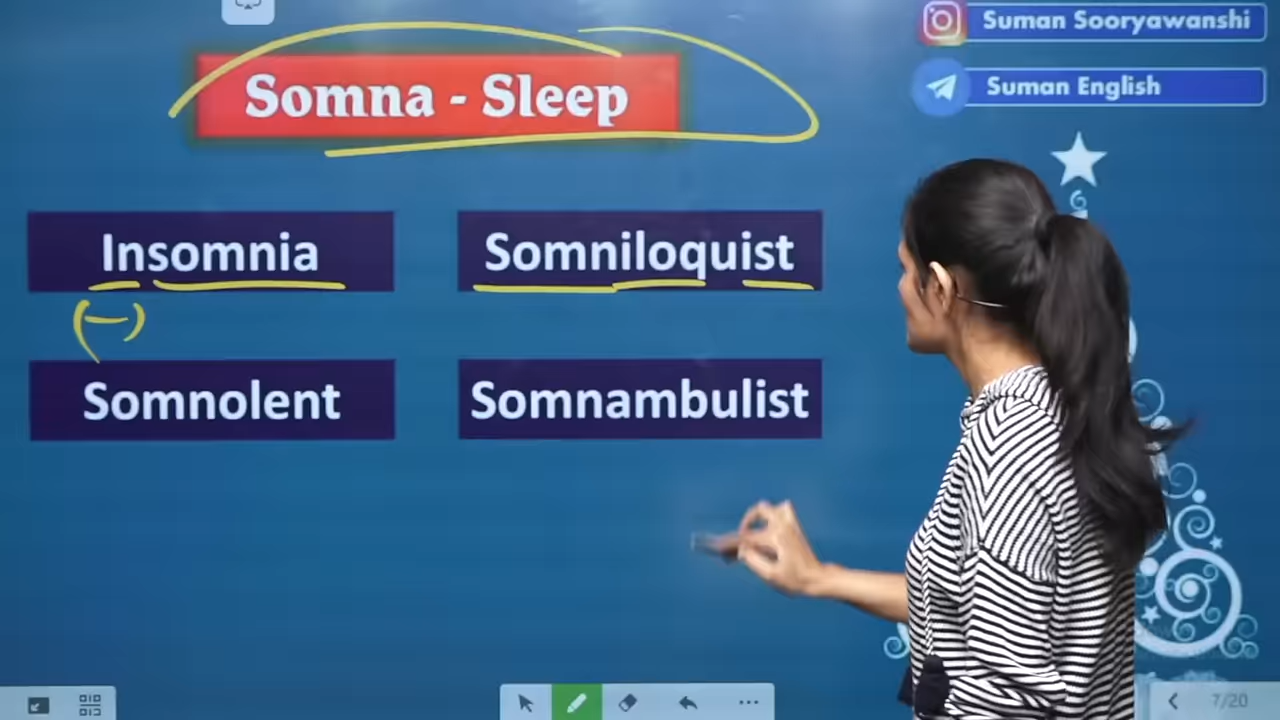 Suman Sooryawanshi
Suman English
Somna - Sleep
Insomnia
Somniloquist
(-)
Somnolent
Somnambulist
7/20